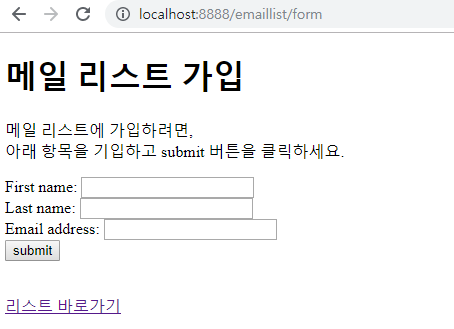 localhost:8888/emaillist/form
메일 리스트 가입
메일 리스트에 가입하려면,
아래 항목을 기입하고 submit 버튼을 클릭하세요.
First name:
Last name:
Email address:
submit
리스트 바로가기